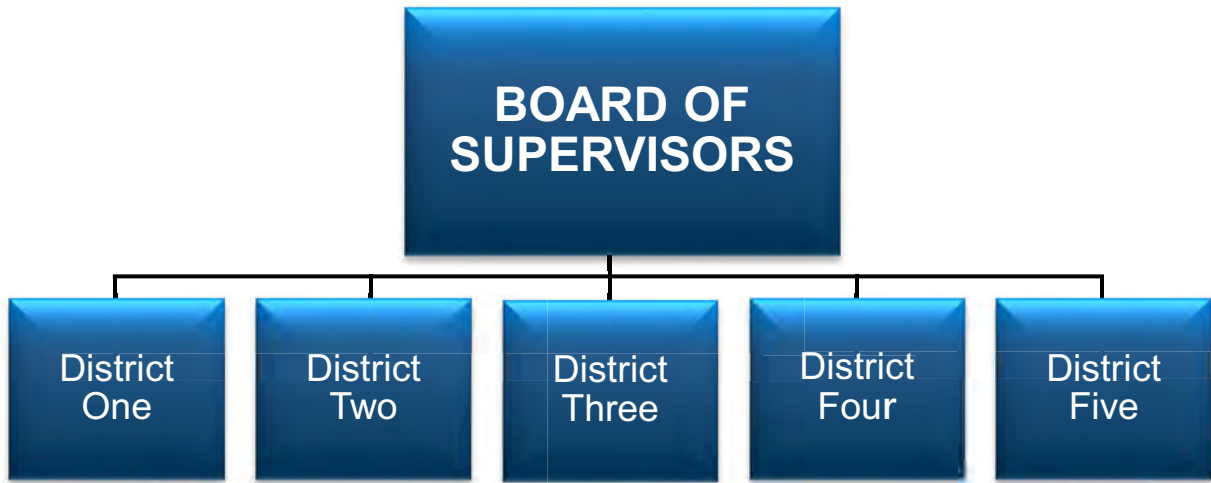 BOARD OF
SUPERVISORS
District
One
District
Two
District
Three
District
Four
District
Five